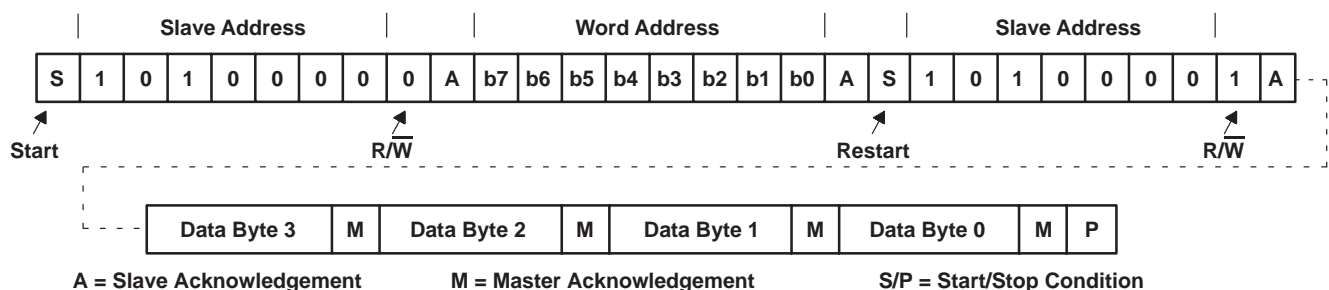 Slave Address Word Address Slave Address
S 1 0 1 0 0 0 0 0 A b7 b6 b5 b4 b3 b2 b1 b0 A S 1 0 1 0 0 0 0 1 A
Start R/W̅ Restart R/W̅
Data Byte 3 M Data Byte 2 M Data Byte 1 M Data Byte 0 M P
A = Slave Acknowledgement M = Master Acknowledgement S/P = Start/Stop Condition